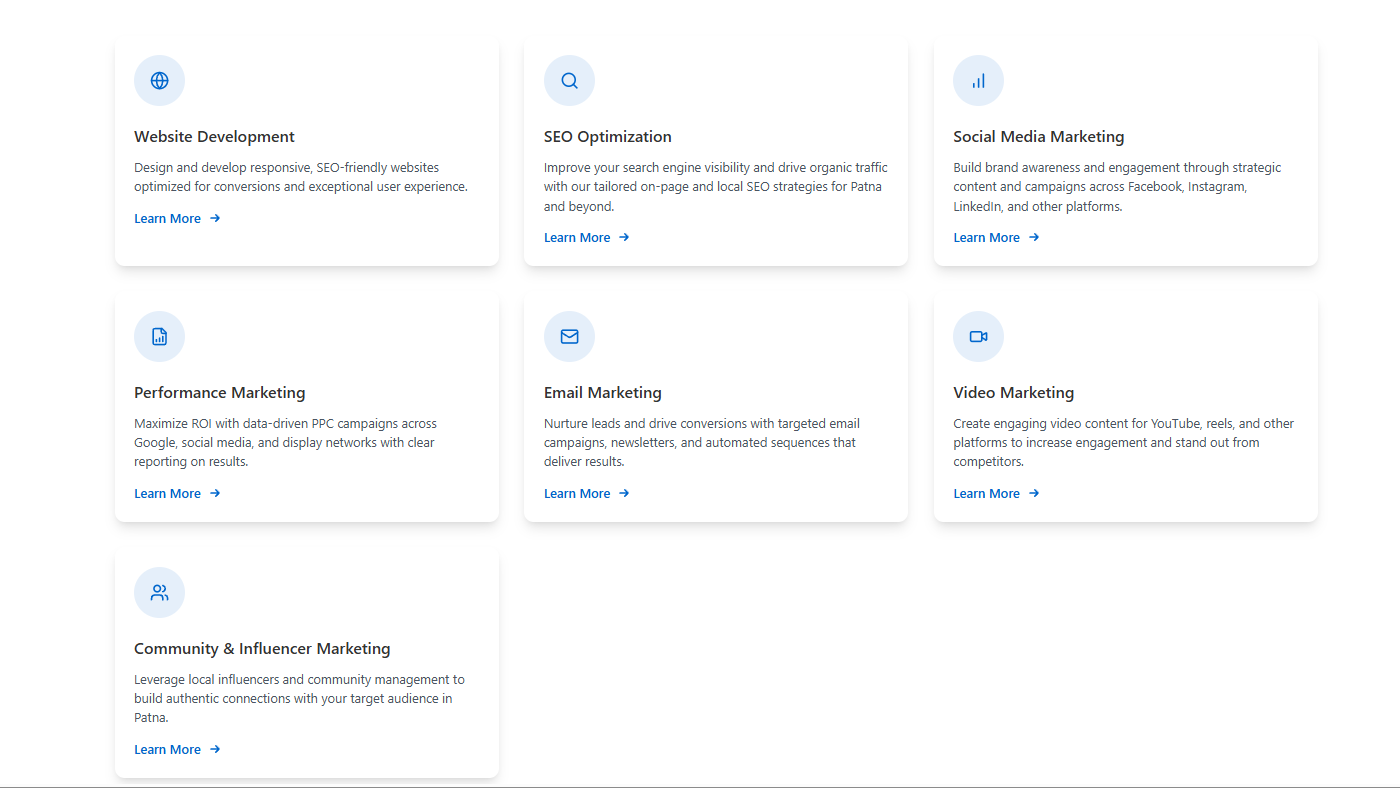 Website Development
Design and develop responsive, SEO-friendly websites
optimized for conversions and exceptional user experience.
Learn More
SEO Optimization
Improve your search engine visibility and drive organic traffic
with our tailored on-page and local SEO strategies for Patna
and beyond.
Learn More
Social Media Marketing
Build brand awareness and engagement through strategic
content and campaigns across Facebook, Instagram,
LinkedIn, and other platforms.
Learn More
Performance Marketing
Maximize ROI with data-driven PPC campaigns across
Google, social media, and display networks with clear
reporting on results.
Learn More
Email Marketing
Nurture leads and drive conversions with targeted email
campaigns, newsletters, and automated sequences that
deliver results.
Learn More
Video Marketing
Create engaging video content for YouTube, reels, and other
platforms to increase engagement and stand out from
competitors.
Learn More
Community & Influencer Marketing
Leverage local influencers and community management to
build authentic connections with your target audience in
Patna.
Learn More